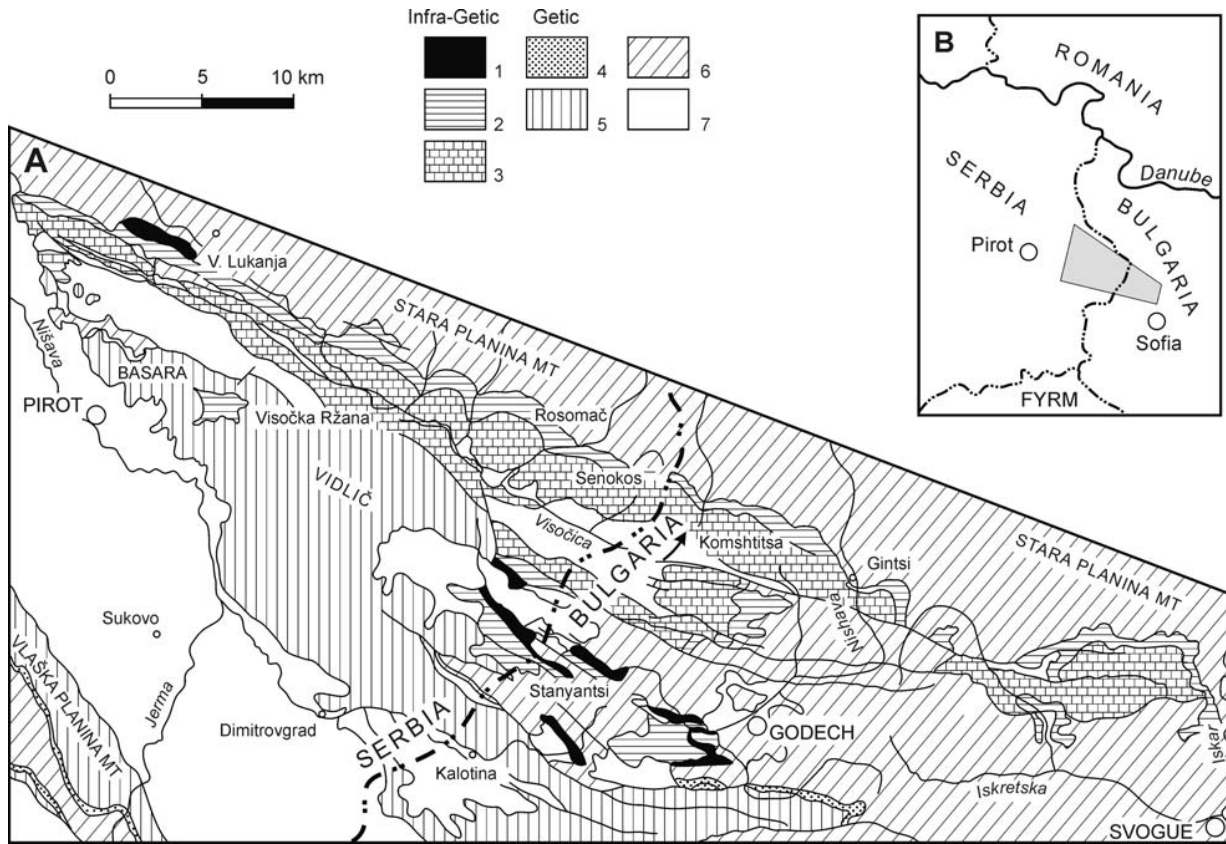 Infra-Getic Getic
0 5 10 km
1 4 6
2 5 7
3
A
V. Lukanja
STARA PLANINA MT
Nišava
BASARA
PIROT
Visočka Ržana
Rosomač
VIDLIČ
Senokos
Visočica
BULGARIA
Komshtitsa
Gintsi
STARA PLANINA MT
Nishava
Sukovo
VLAŠKA PLANINA MT
Jerma
Stanyantsi
Dimitrovgrad
SERBIA
GODECH
Kalotina
Iskretska
Iskar
SVOGUE
B
ROMANIA
SERBIA
Danube
BULGARIA
Pirot
Sofia
FYRM